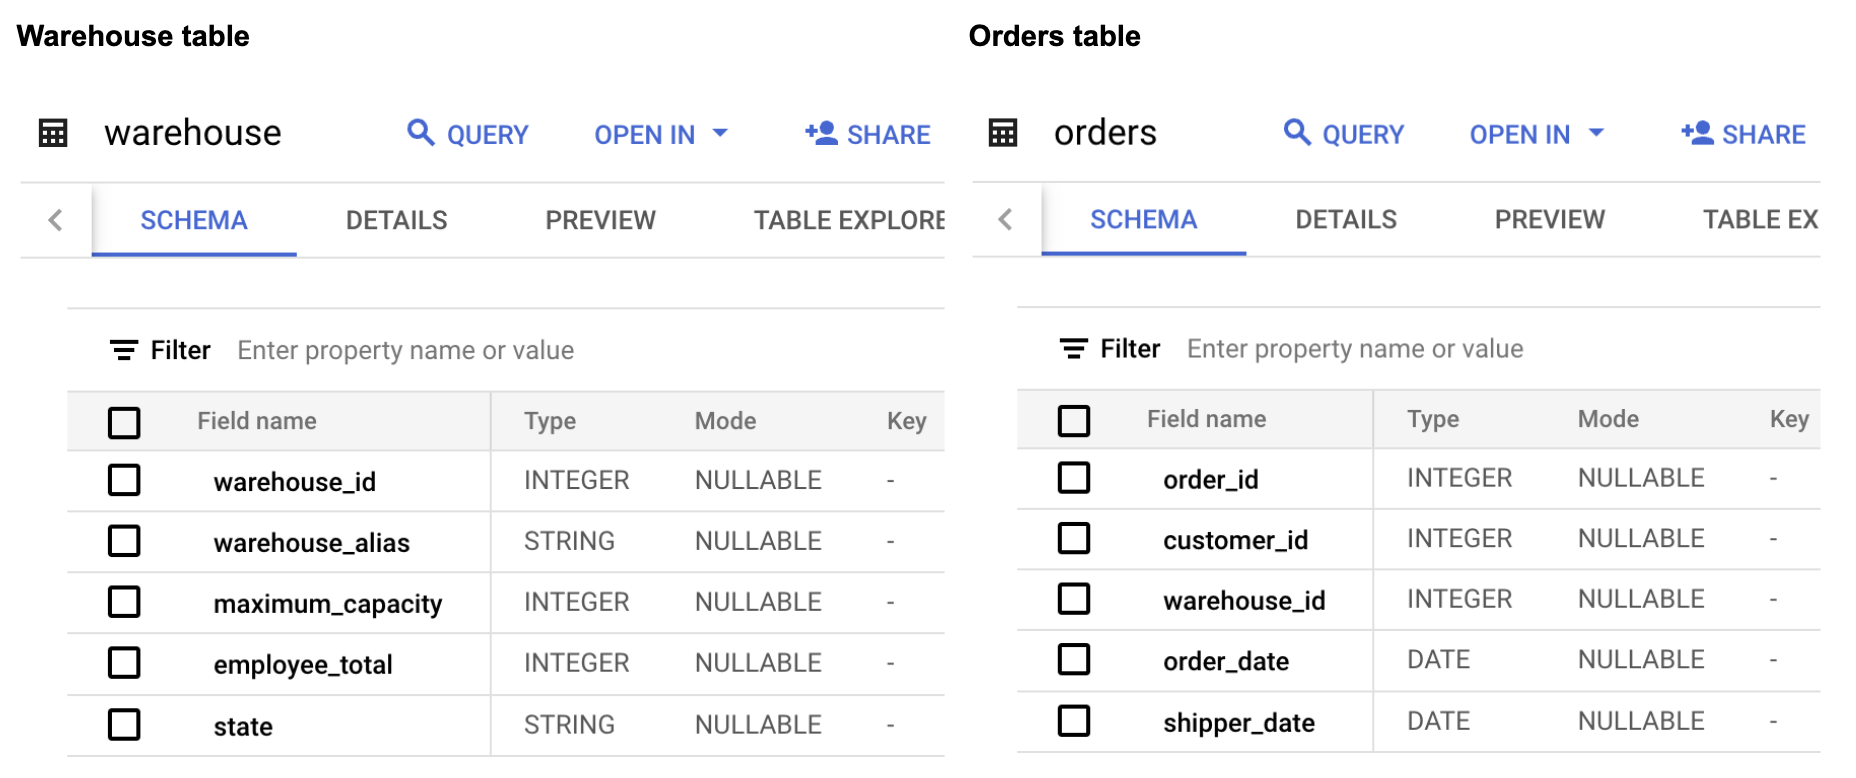 Warehouse table
warehouse QUERY OPEN IN SHARE
SCHEMA DETAILS PREVIEW TABLE EXPLORE
Filter Enter property name or value
Field name Type Mode Key
warehouse_id INTEGER NULLABLE -
warehouse_alias STRING NULLABLE -
maximum_capacity INTEGER NULLABLE -
employee_total INTEGER NULLABLE -
state STRING NULLABLE -
Orders table
orders QUERY OPEN IN SHARE
SCHEMA DETAILS PREVIEW TABLE EX
Filter Enter property name or value
Field name Type Mode Key
order_id INTEGER NULLABLE -
customer_id INTEGER NULLABLE -
warehouse_id INTEGER NULLABLE -
order_date DATE NULLABLE -
shipper_date DATE NULLABLE -